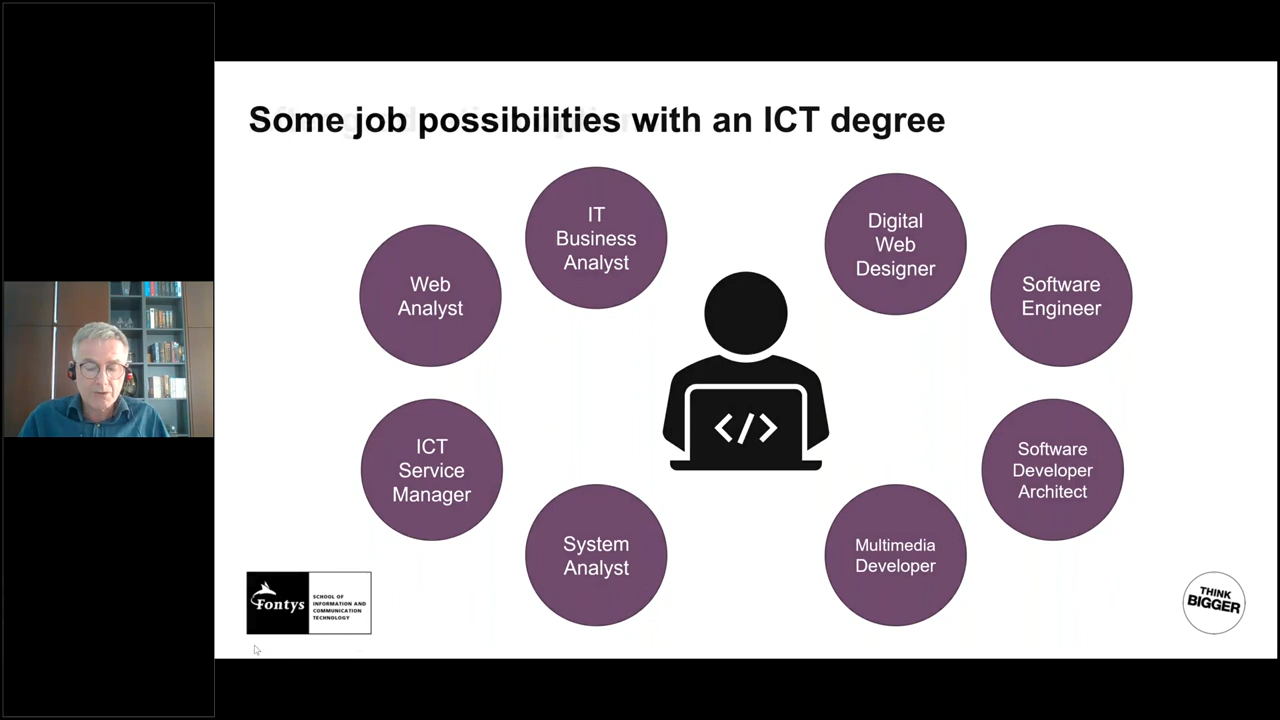 Some job possibilities with an ICT degree
IT
Business
Analyst
Digital
Web
Designer
Web
Analyst
Software
Engineer
</>
ICT
Service
Manager
Software
Developer
Architect
System
Analyst
Multimedia
Developer
Fontys
SCHOOL OF
INFORMATION AND
COMMUNICATION
TECHNOLOGY
THINK
BIGGER